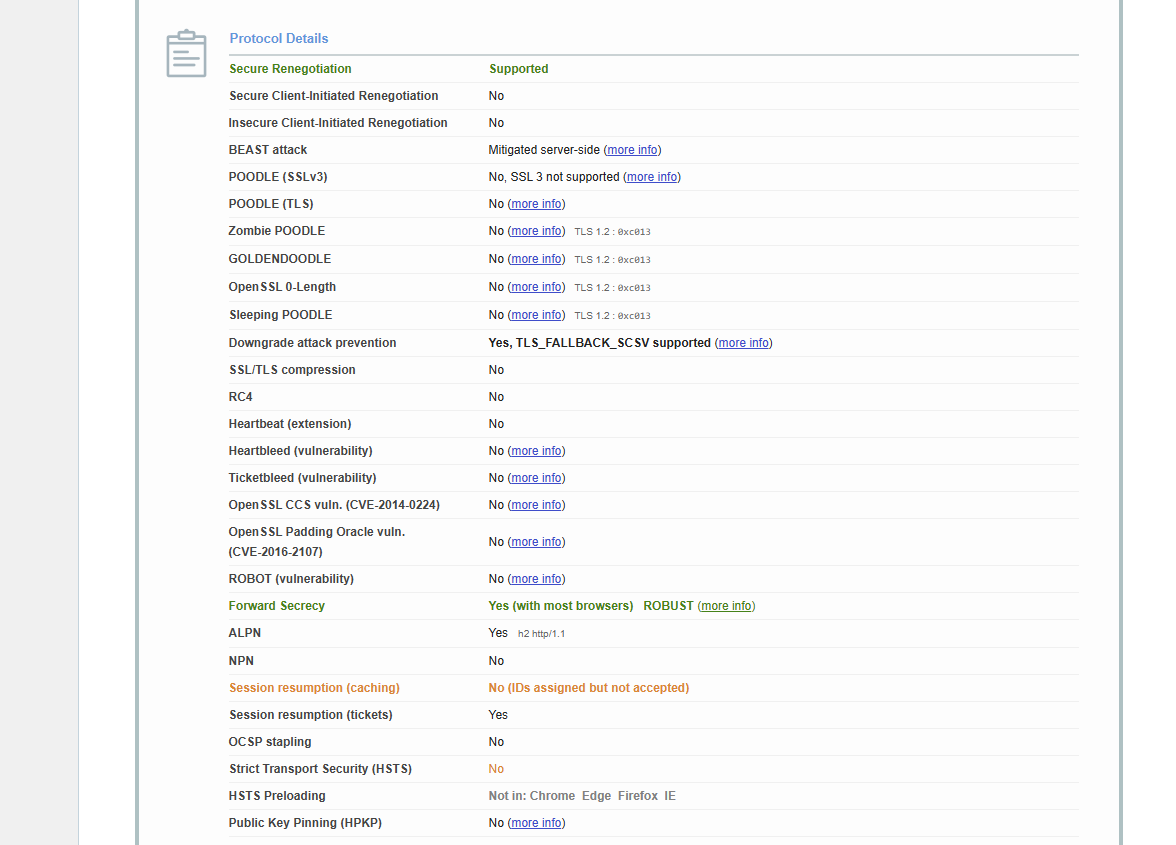 Protocol Details
Secure Renegotiation Supported
Secure Client-Initiated Renegotiation No
Insecure Client-Initiated Renegotiation No
BEAST attack Mitigated server-side (more info)
POODLE (SSLv3) No, SSL 3 not supported (more info)
POODLE (TLS) No (more info)
Zombie POODLE No (more info) TLS 1.2 : 0xc013
GOLDENDOODLE No (more info) TLS 1.2 : 0xc013
OpenSSL 0-Length No (more info) TLS 1.2 : 0xc013
Sleeping POODLE No (more info) TLS 1.2 : 0xc013
Downgrade attack prevention Yes, TLS_FALLBACK_SCSV supported (more info)
SSL/TLS compression No
RC4 No
Heartbeat (extension) No
Heartbleed (vulnerability) No (more info)
Ticketbleed (vulnerability) No (more info)
OpenSSL CCS vuln. (CVE-2014-0224) No (more info)
OpenSSL Padding Oracle vuln.
(CVE-2016-2107) No (more info)
ROBOT (vulnerability) No (more info)
Forward Secrecy Yes (with most browsers) ROBUST (more info)
ALPN Yes h2 http/1.1
NPN No
Session resumption (caching) No (IDs assigned but not accepted)
Session resumption (tickets) Yes
OCSP stapling No
Strict Transport Security (HSTS) No
HSTS Preloading Not in: Chrome Edge Firefox IE
Public Key Pinning (HPKP) No (more info)